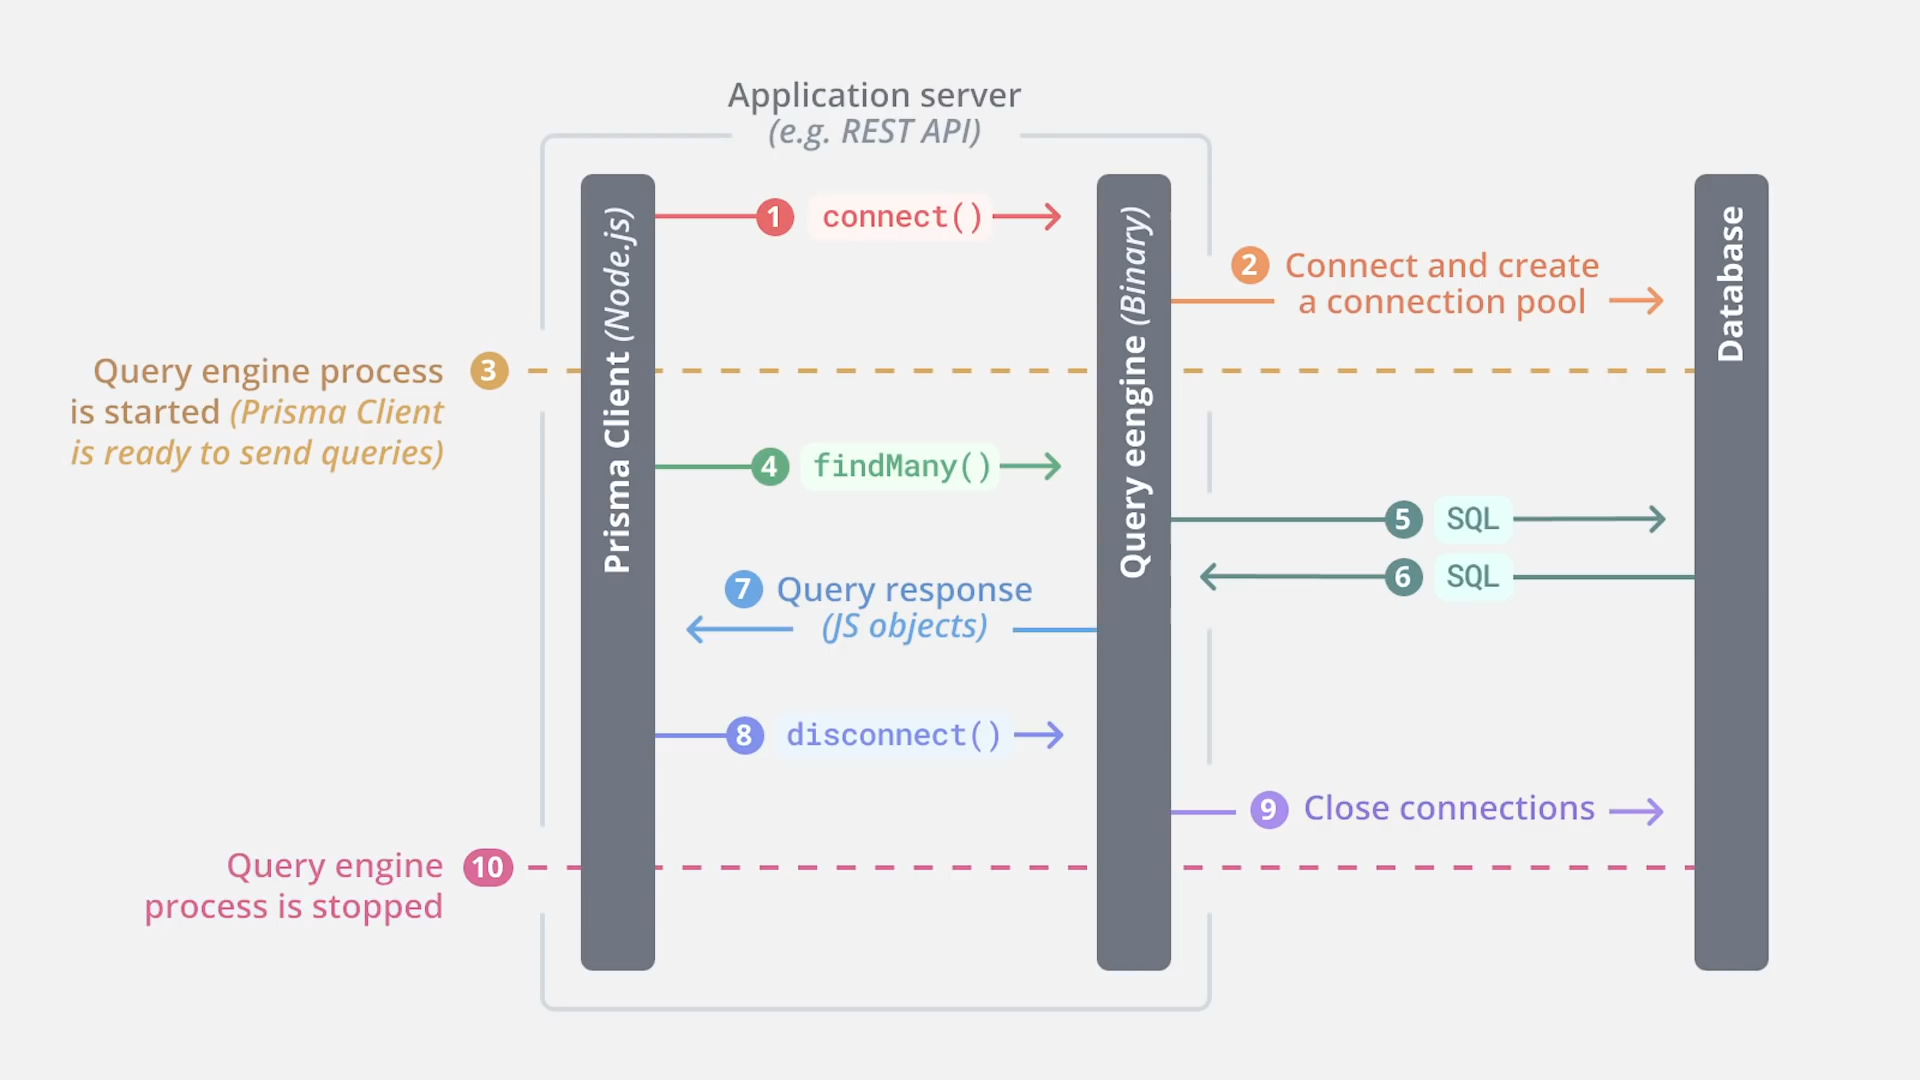 Application server
(e.g. REST API)
Prisma Client (Node.js)
Query eengine (Binary)
Database
1 connect()
2 Connect and create
a connection pool
3 Query engine process
is started (Prisma Client
is ready to send queries)
4 findMany()
5 SQL
6 SQL
7 Query response
(JS objects)
8 disconnect()
9 Close connections
10 Query engine
process is stopped